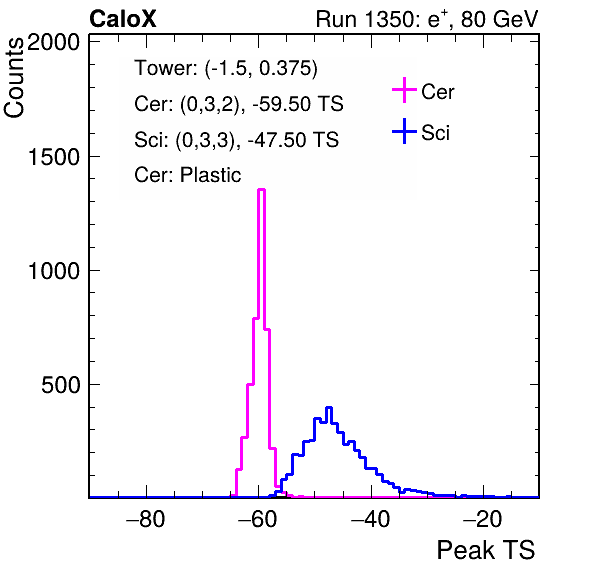 CaloX Run 1350: e⁺, 80 GeV
Counts
2000
1500
1000
500
Tower: (-1.5, 0.375)
Cer: (0,3,2), -59.50 TS
Sci: (0,3,3), -47.50 TS
Cer: Plastic
Cer
Sci
−80 −60 −40 −20
Peak TS